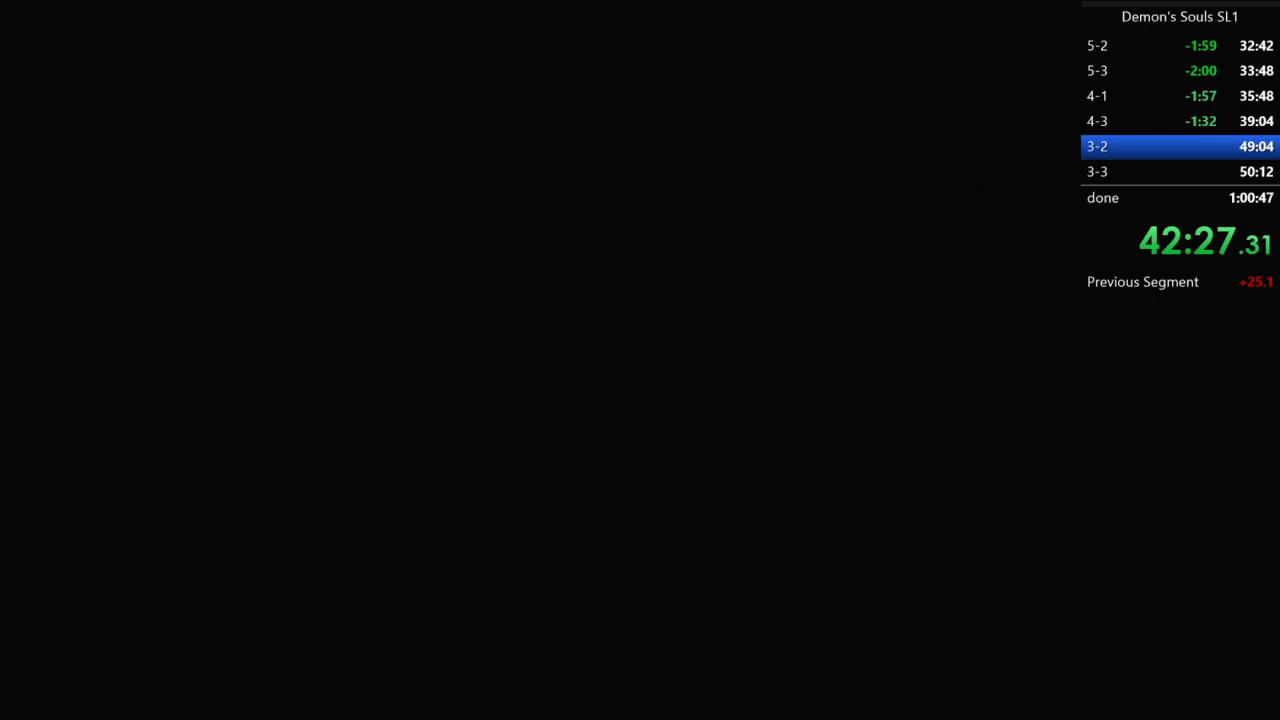 Demon's Souls SL1
5-2 -1:59 32:42
5-3 -2:00 33:48
4-1 -1:57 35:48
4-3 -1:32 39:04
3-2 49:04
3-3 50:12
done 1:00:47
42:27.31
Previous Segment +25.1